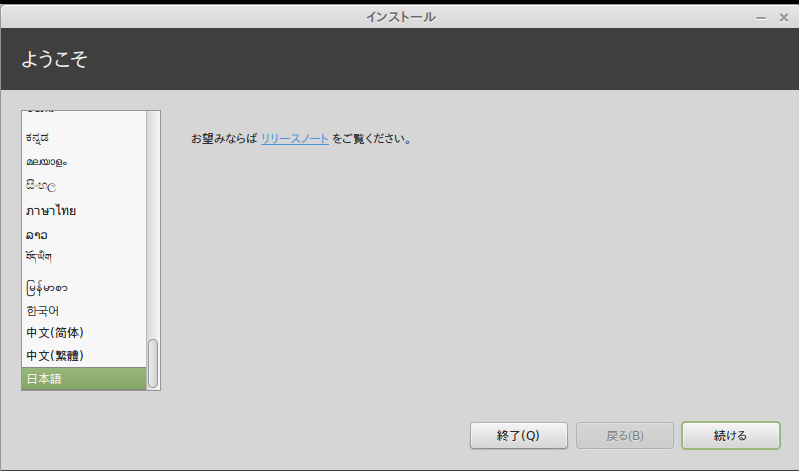 インストール
ようこそ
ಕನ್ನಡ
മലയാളം
සිංහල
ภาษาไทย
ລາວ
བོད་ཡིག
မြန်မာစာ
한국어
中文(简体)
中文(繁體)
日本語
お望みならば リリースノート をご覧ください。
終了(Q)
戻る(B)
続ける